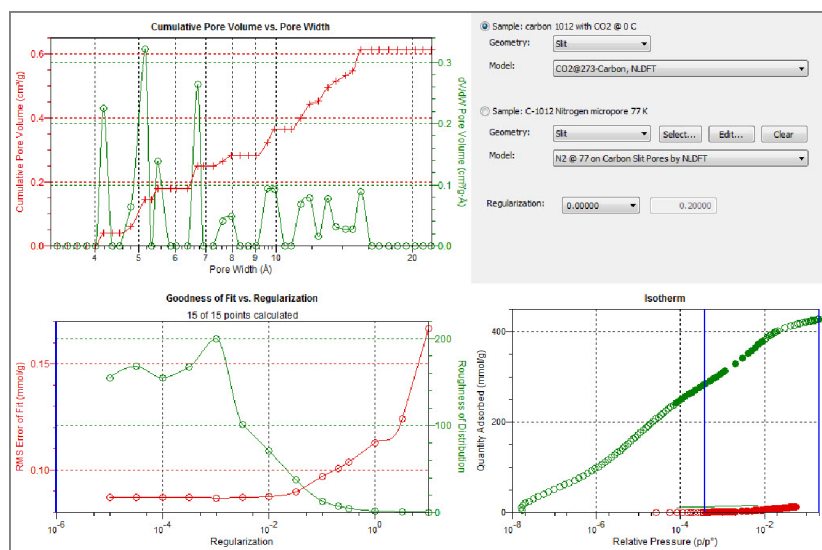 Cumulative Pore Volume vs. Pore Width
Cumulative Pore Volume (cm³/g)
0.6
0.4
0.2
0.0
dV/dW Pore Volume (cm³/g·Å)
0.3
0.2
0.1
0.0
4
5
6
7
8
9
10
20
Pore Width (Å)
Sample: carbon 1012 with CO2 @ 0 C
Geometry:
Slit
Model:
CO2@273-Carbon, NLDFT
Sample: C-1012 Nitrogen micropore 77 K
Geometry:
Slit
Select...
Edit...
Clear
Model:
N2 @ 77 on Carbon Slit Pores by NLDFT
Regularization:
0.00000
0.20000
Goodness of Fit vs. Regularization
15 of 15 points calculated
RMS Error of Fit (mmol/g)
0.15
0.10
Roughness of Distribution
200
100
0
10-6
10-4
10-2
100
Regularization
Isotherm
Quantity Adsorbed (mmol/g)
400
200
0
10-8
10-6
10-4
10-2
Relative Pressure (p/p°)